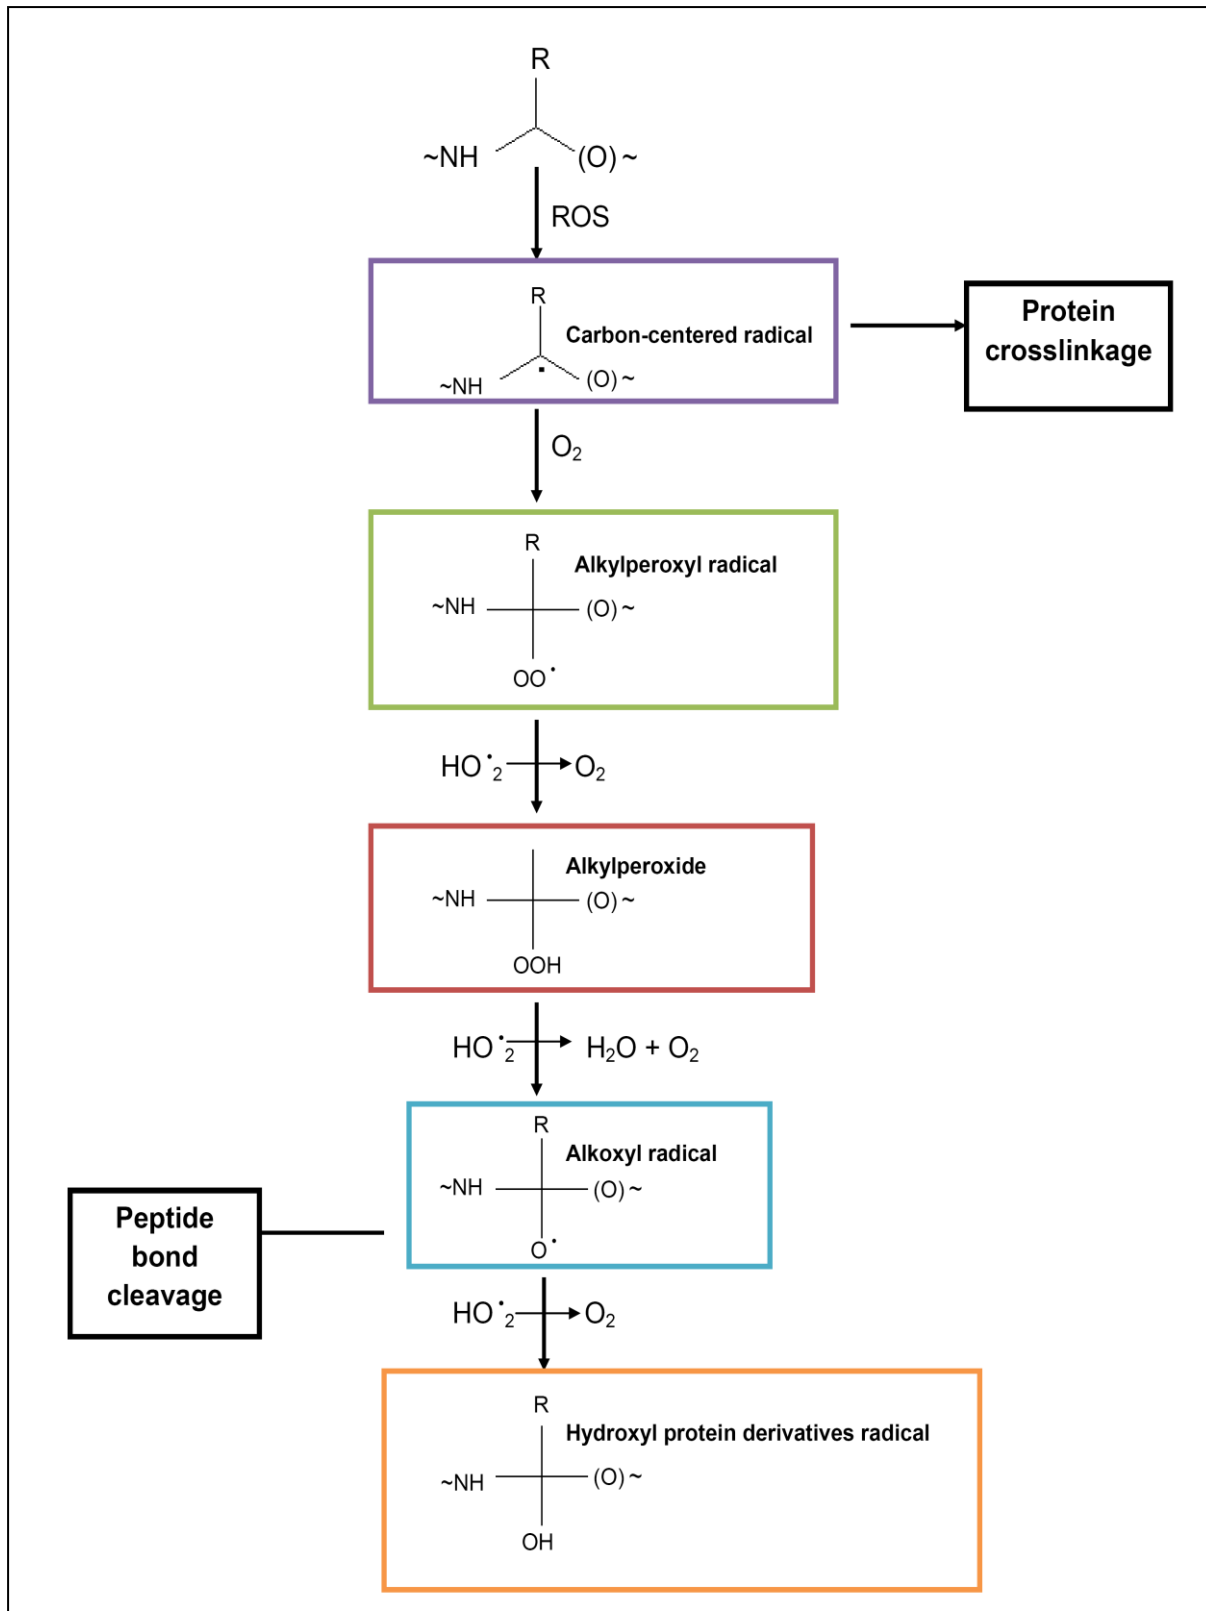 R
~NH (O) ~
ROS
R
Carbon-centered radical
~NH (O) ~
Protein
crosslinkage
O₂
R
Alkylperoxyl radical
~NH (O) ~
OO•
HO•₂ O₂
Alkylperoxide
~NH (O) ~
OOH
HO•₂ H₂O + O₂
R
Alkoxyl radical
~NH (O) ~
O•
Peptide
bond
cleavage
HO•₂ O₂
R
Hydroxyl protein derivatives radical
~NH (O) ~
OH